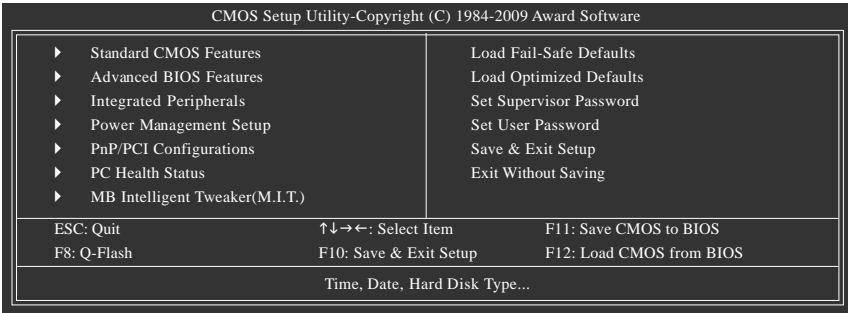 CMOS Setup Utility-Copyright (C) 1984-2009 Award Software
Standard CMOS Features
Advanced BIOS Features
Integrated Peripherals
Power Management Setup
PnP/PCI Configurations
PC Health Status
MB Intelligent Tweaker(M.I.T.)
Load Fail-Safe Defaults
Load Optimized Defaults
Set Supervisor Password
Set User Password
Save & Exit Setup
Exit Without Saving
ESC: Quit ↑↓→←: Select Item F11: Save CMOS to BIOS
F8: Q-Flash F10: Save & Exit Setup F12: Load CMOS from BIOS
Time, Date, Hard Disk Type...